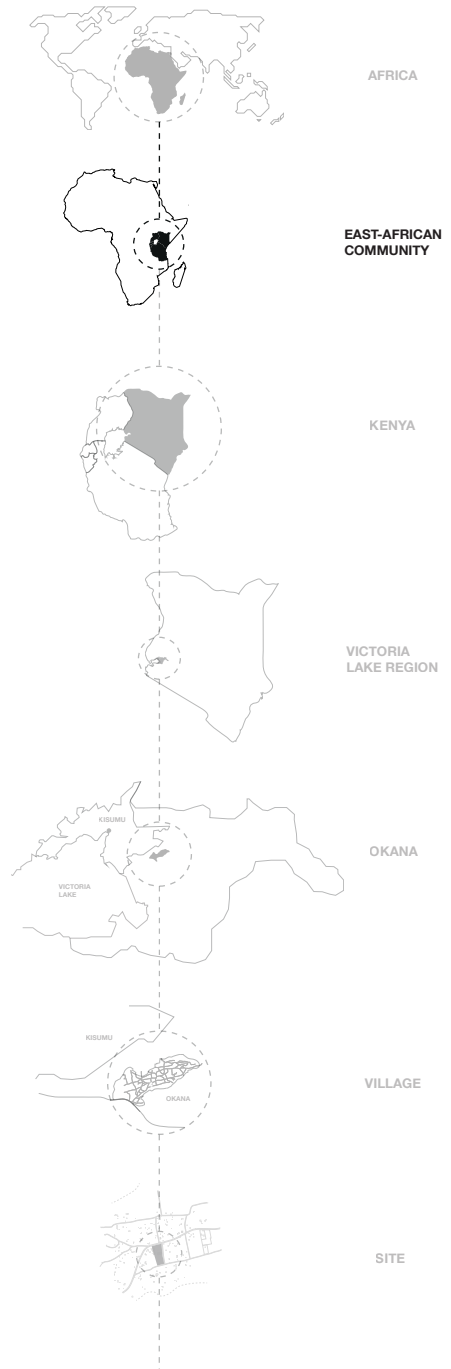 AFRICA
EAST-AFRICAN
COMMUNITY
KENYA
VICTORIA
LAKE REGION
KISUMU
OKANA
VICTORIA
LAKE
KISUMU
VILLAGE
OKANA
SITE